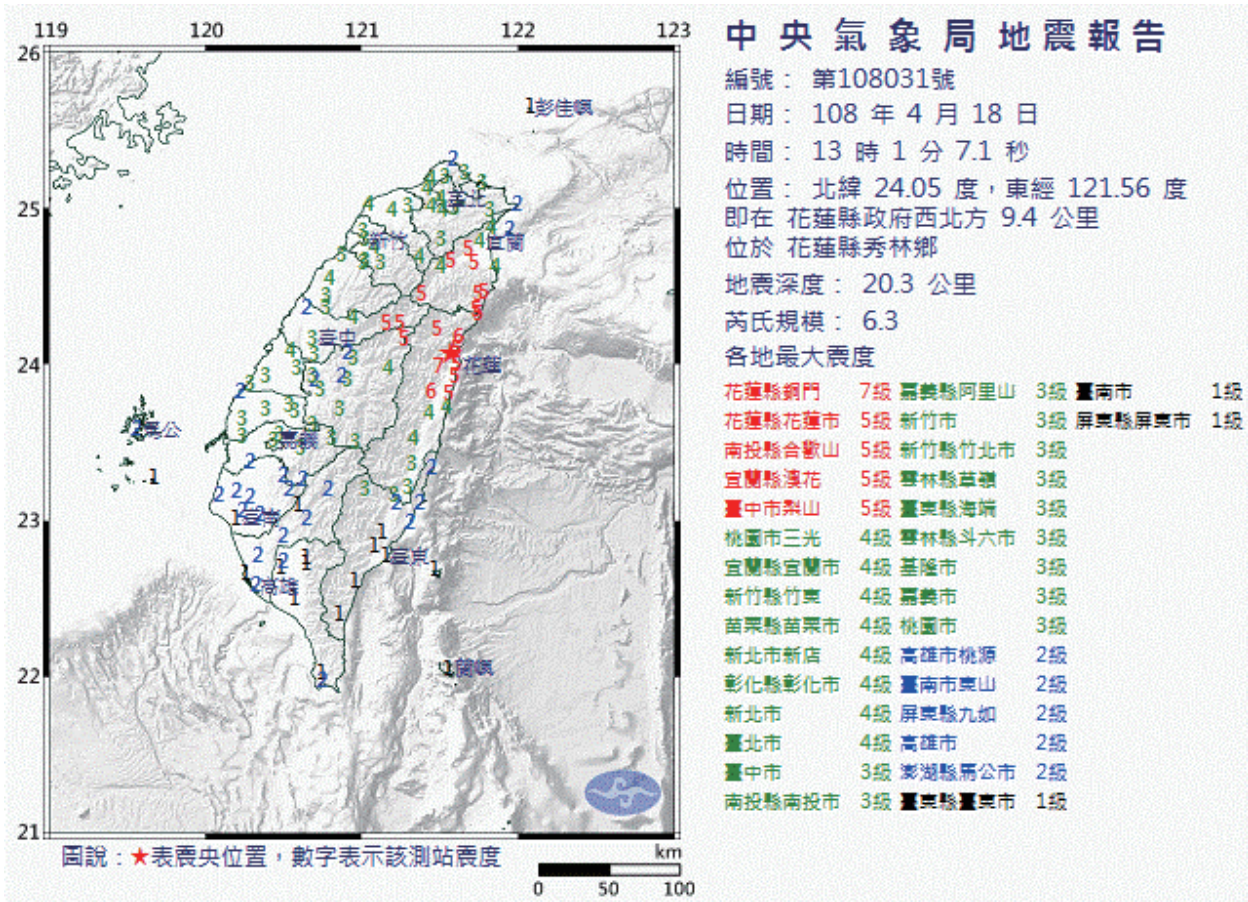 119 120 121 122 123
26
25
24
23
22
21
彭佳嶼
臺北
新竹
宜蘭
臺中
花蓮
馬公
嘉義
臺南
臺東
高雄
蘭嶼
圖說：★表震央位置，數字表示該測站震度
km
0 50 100
中央氣象局地震報告
編號： 第108031號
日期： 108 年 4 月 18 日
時間： 13 時 1 分 7.1 秒
位置： 北緯 24.05 度，東經 121.56 度
即在 花蓮縣政府西北方 9.4 公里
位於 花蓮縣秀林鄉
地震深度： 20.3 公里
芮氏規模： 6.3
各地最大震度
花蓮縣銅門 7級 嘉義縣阿里山 3級 臺南市 1級
花蓮縣花蓮市 5級 新竹市 3級 屏東縣屏東市 1級
南投縣合歡山 5級 新竹縣竹北市 3級
宜蘭縣澳花 5級 雲林縣草嶺 3級
臺中市梨山 5級 臺東縣海端 3級
桃園市三光 4級 雲林縣斗六市 3級
宜蘭縣宜蘭市 4級 基隆市 3級
新竹縣竹東 4級 嘉義市 3級
苗栗縣苗栗市 4級 桃園市 3級
新北市新店 4級 高雄市桃源 2級
彰化縣彰化市 4級 臺南市東山 2級
新北市 4級 屏東縣九如 2級
臺北市 4級 高雄市 2級
臺中市 3級 澎湖縣馬公市 2級
南投縣南投市 3級 臺東縣臺東市 1級